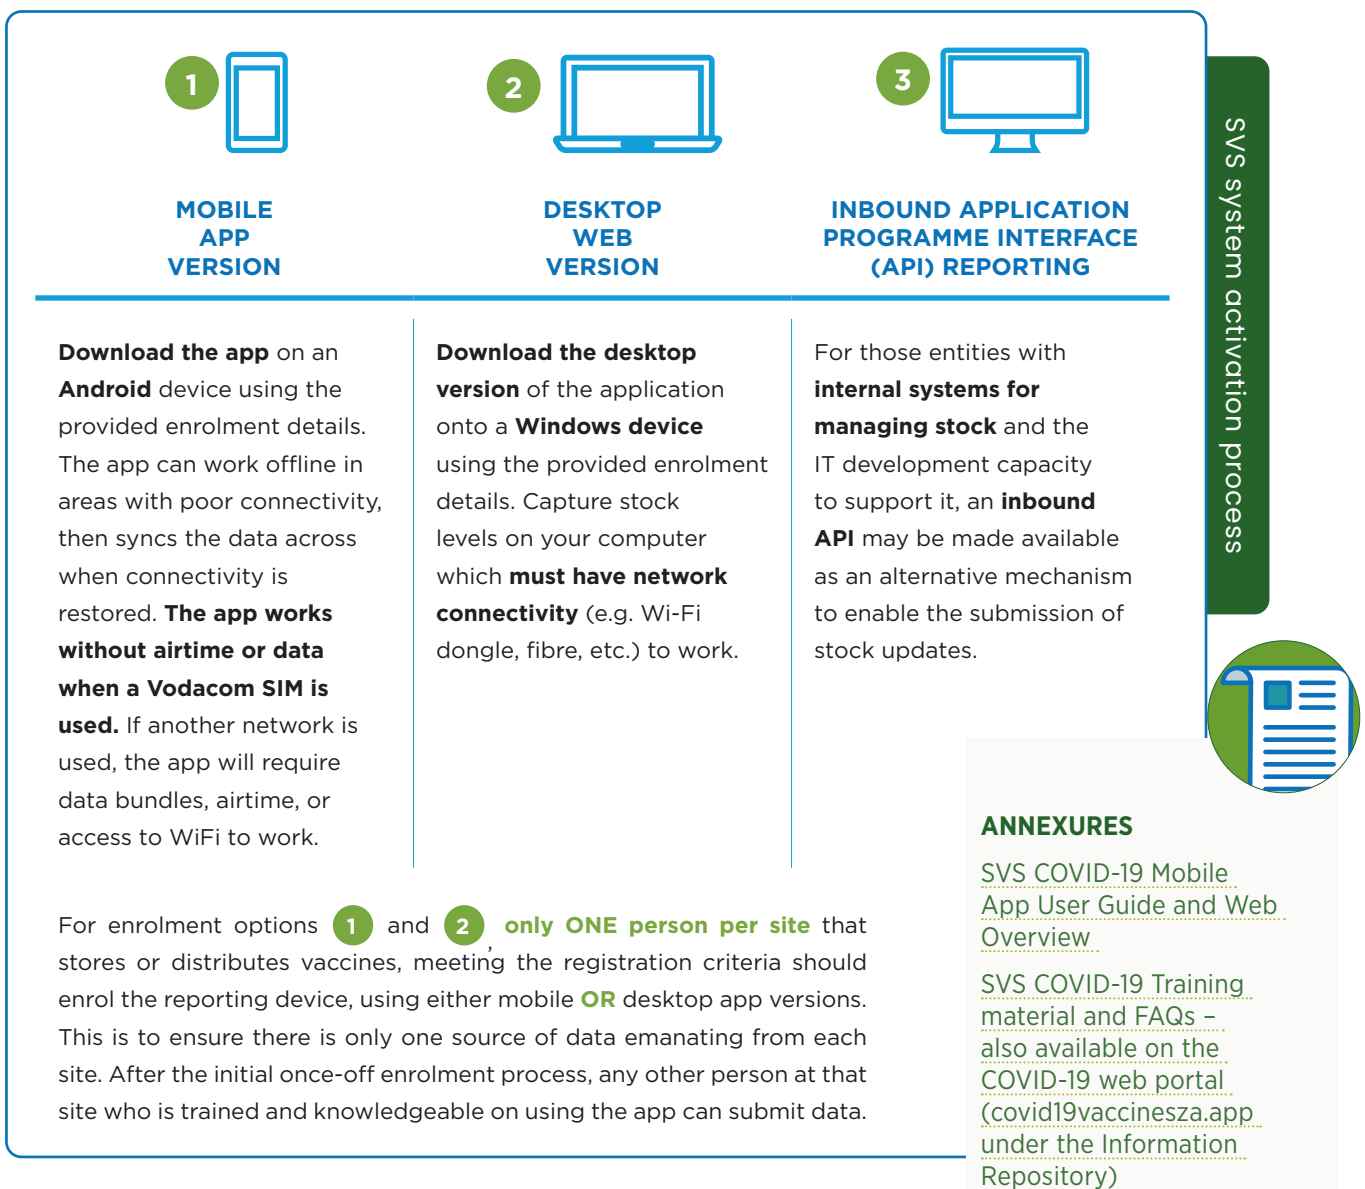 1
MOBILE
APP
VERSION
Download the app on an
Android device using the
provided enrolment details.
The app can work offline in
areas with poor connectivity,
then syncs the data across
when connectivity is
restored. The app works
without airtime or data
when a Vodacom SIM is
used. If another network is
used, the app will require
data bundles, airtime, or
access to WiFi to work.
2
DESKTOP
WEB
VERSION
Download the desktop
version of the application
onto a Windows device
using the provided enrolment
details. Capture stock
levels on your computer
which must have network
connectivity (e.g. Wi-Fi
dongle, fibre, etc.) to work.
3
INBOUND APPLICATION
PROGRAMME INTERFACE
(API) REPORTING
For those entities with
internal systems for
managing stock and the
IT development capacity
to support it, an inbound
API may be made available
as an alternative mechanism
to enable the submission of
stock updates.
For enrolment options 1 and 2, only ONE person per site that
stores or distributes vaccines, meeting the registration criteria should
enrol the reporting device, using either mobile OR desktop app versions.
This is to ensure there is only one source of data emanating from each
site. After the initial once-off enrolment process, any other person at that
site who is trained and knowledgeable on using the app can submit data.
SVS system activation process
ANNEXURES
SVS COVID-19 Mobile
App User Guide and Web
Overview
SVS COVID-19 Training
material and FAQs –
also available on the
COVID-19 web portal
(covid19vaccinesza.app
under the Information
Repository)